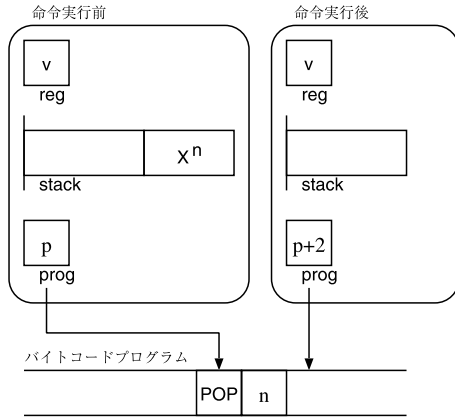 命令実行前
v
reg
X^n
stack
p
prog
命令実行後
v
reg
stack
p+2
prog
バイトコードプログラム
POP n